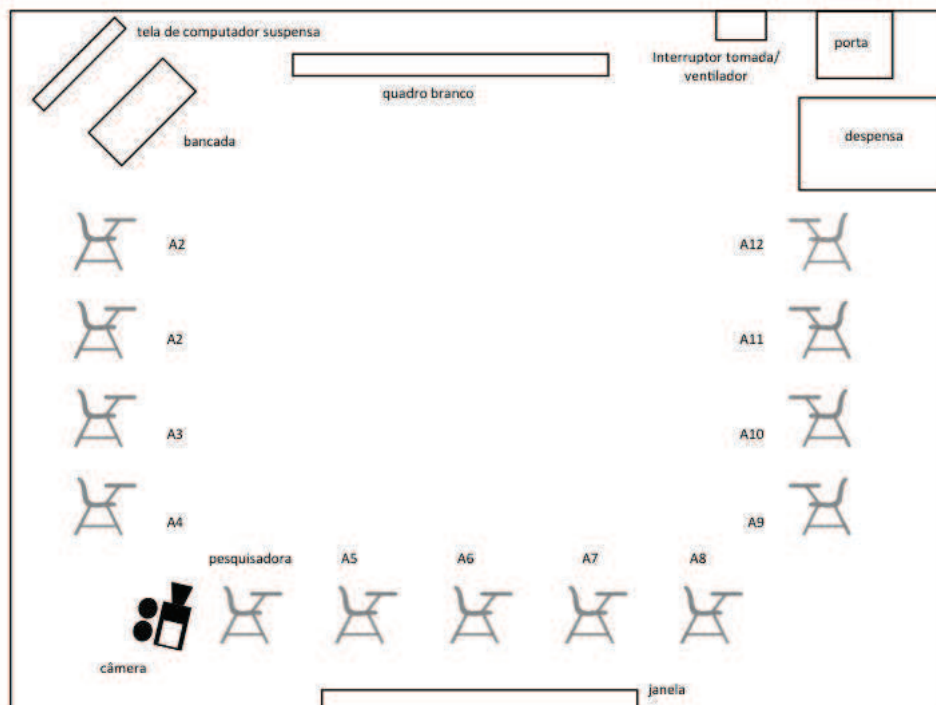 tela de computador suspensa
Interruptor tomada/
ventilador
porta
quadro branco
bancada
despensa
A2
A12
A2
A11
A3
A10
A4
A9
pesquisadora
A5
A6
A7
A8
câmera
janela